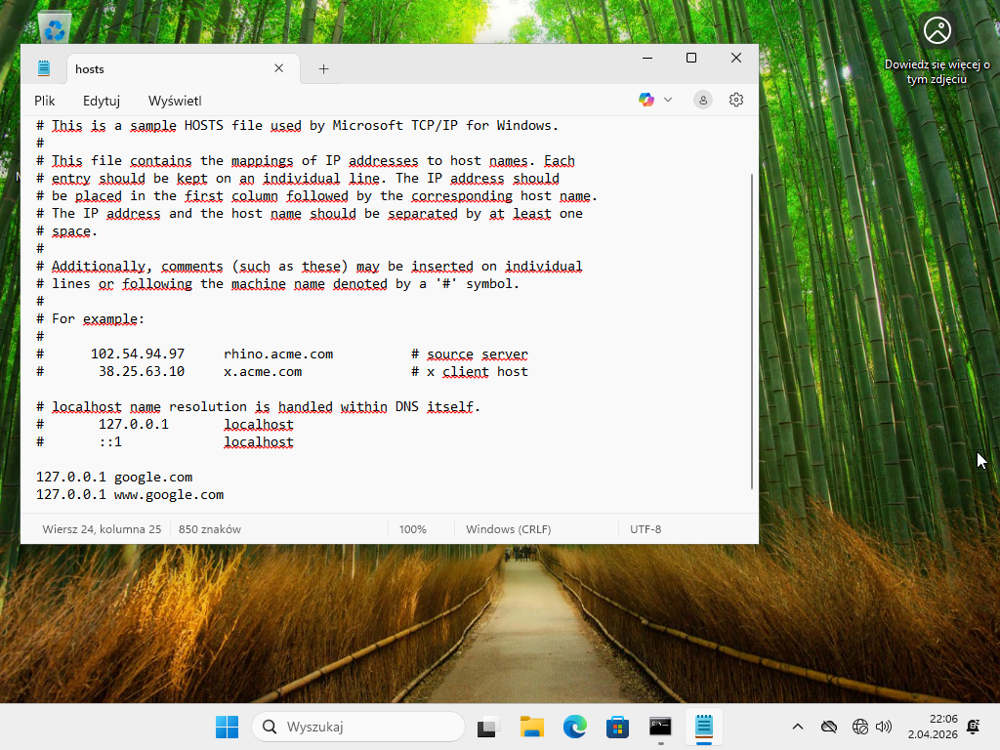 Dowiedz się więcej o
tym zdjęciu
hosts
Plik Edytuj Wyświetl
# This is a sample HOSTS file used by Microsoft TCP/IP for Windows.
#
# This file contains the mappings of IP addresses to host names. Each
# entry should be kept on an individual line. The IP address should
# be placed in the first column followed by the corresponding host name.
# The IP address and the host name should be separated by at least one
# space.
#
# Additionally, comments (such as these) may be inserted on individual
# lines or following the machine name denoted by a '#' symbol.
#
# For example:
#
#      102.54.94.97     rhino.acme.com          # source server
#       38.25.63.10     x.acme.com              # x client host
# localhost name resolution is handled within DNS itself.
#       127.0.0.1       localhost
#       ::1             localhost
127.0.0.1 google.com
127.0.0.1 www.google.com
Wiersz 24, kolumna 25 850 znaków 100% Windows (CRLF) UTF-8
Wyszukaj
22:06
2.04.2026